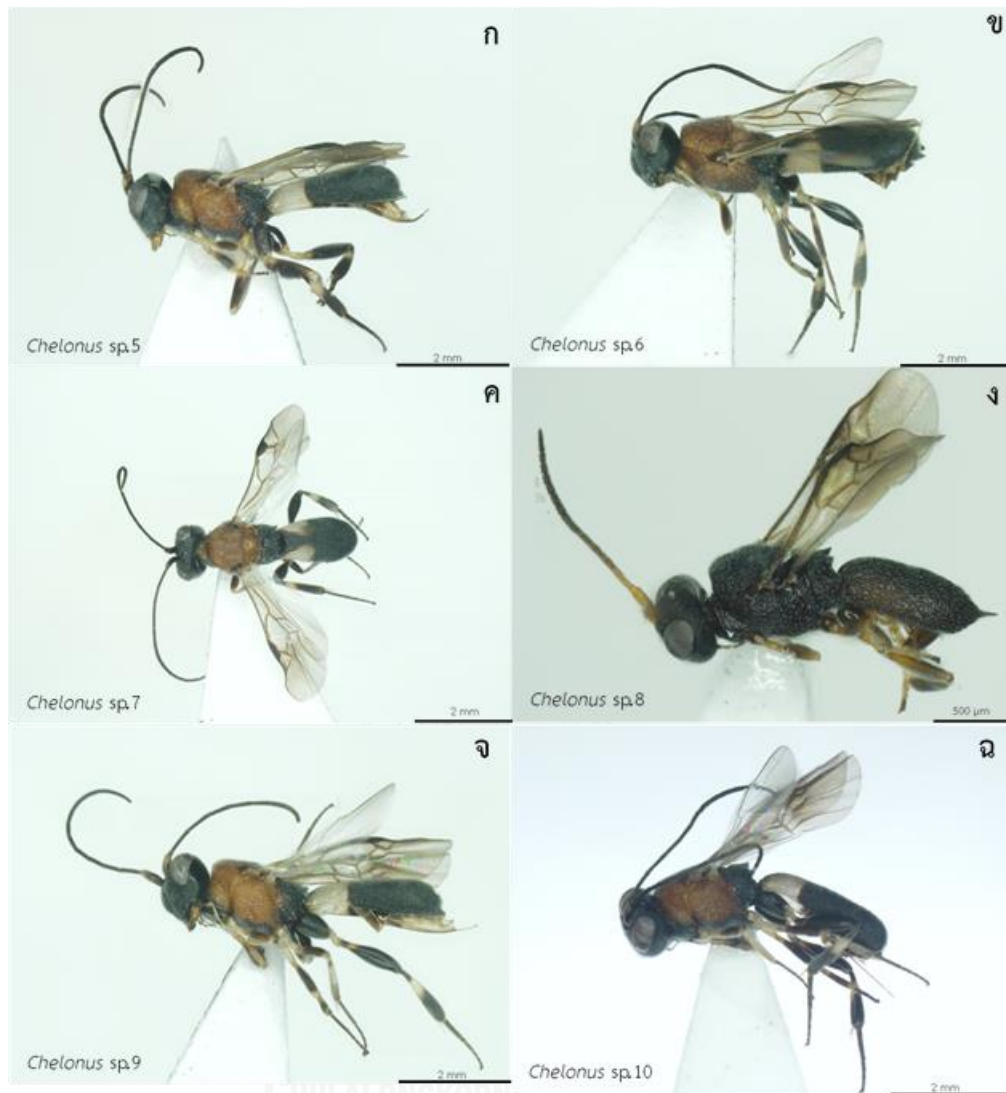 ก
Chelonus sp.5
2 mm
ข
Chelonus sp.6
2 mm
ค
Chelonus sp.7
2 mm
ง
Chelonus sp.8
500 µm
จ
Chelonus sp.9
2 mm
ฉ
Chelonus sp.10
2 mm